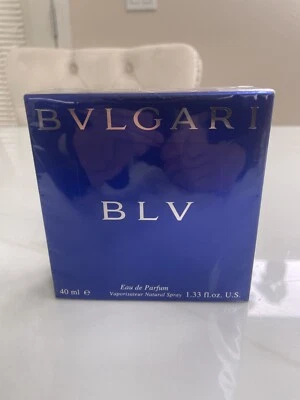 BVLGARI
BLV
Eau de Parfum
40 ml e Vaporisateur Natural Spray 1.33 fl.oz. U.S.